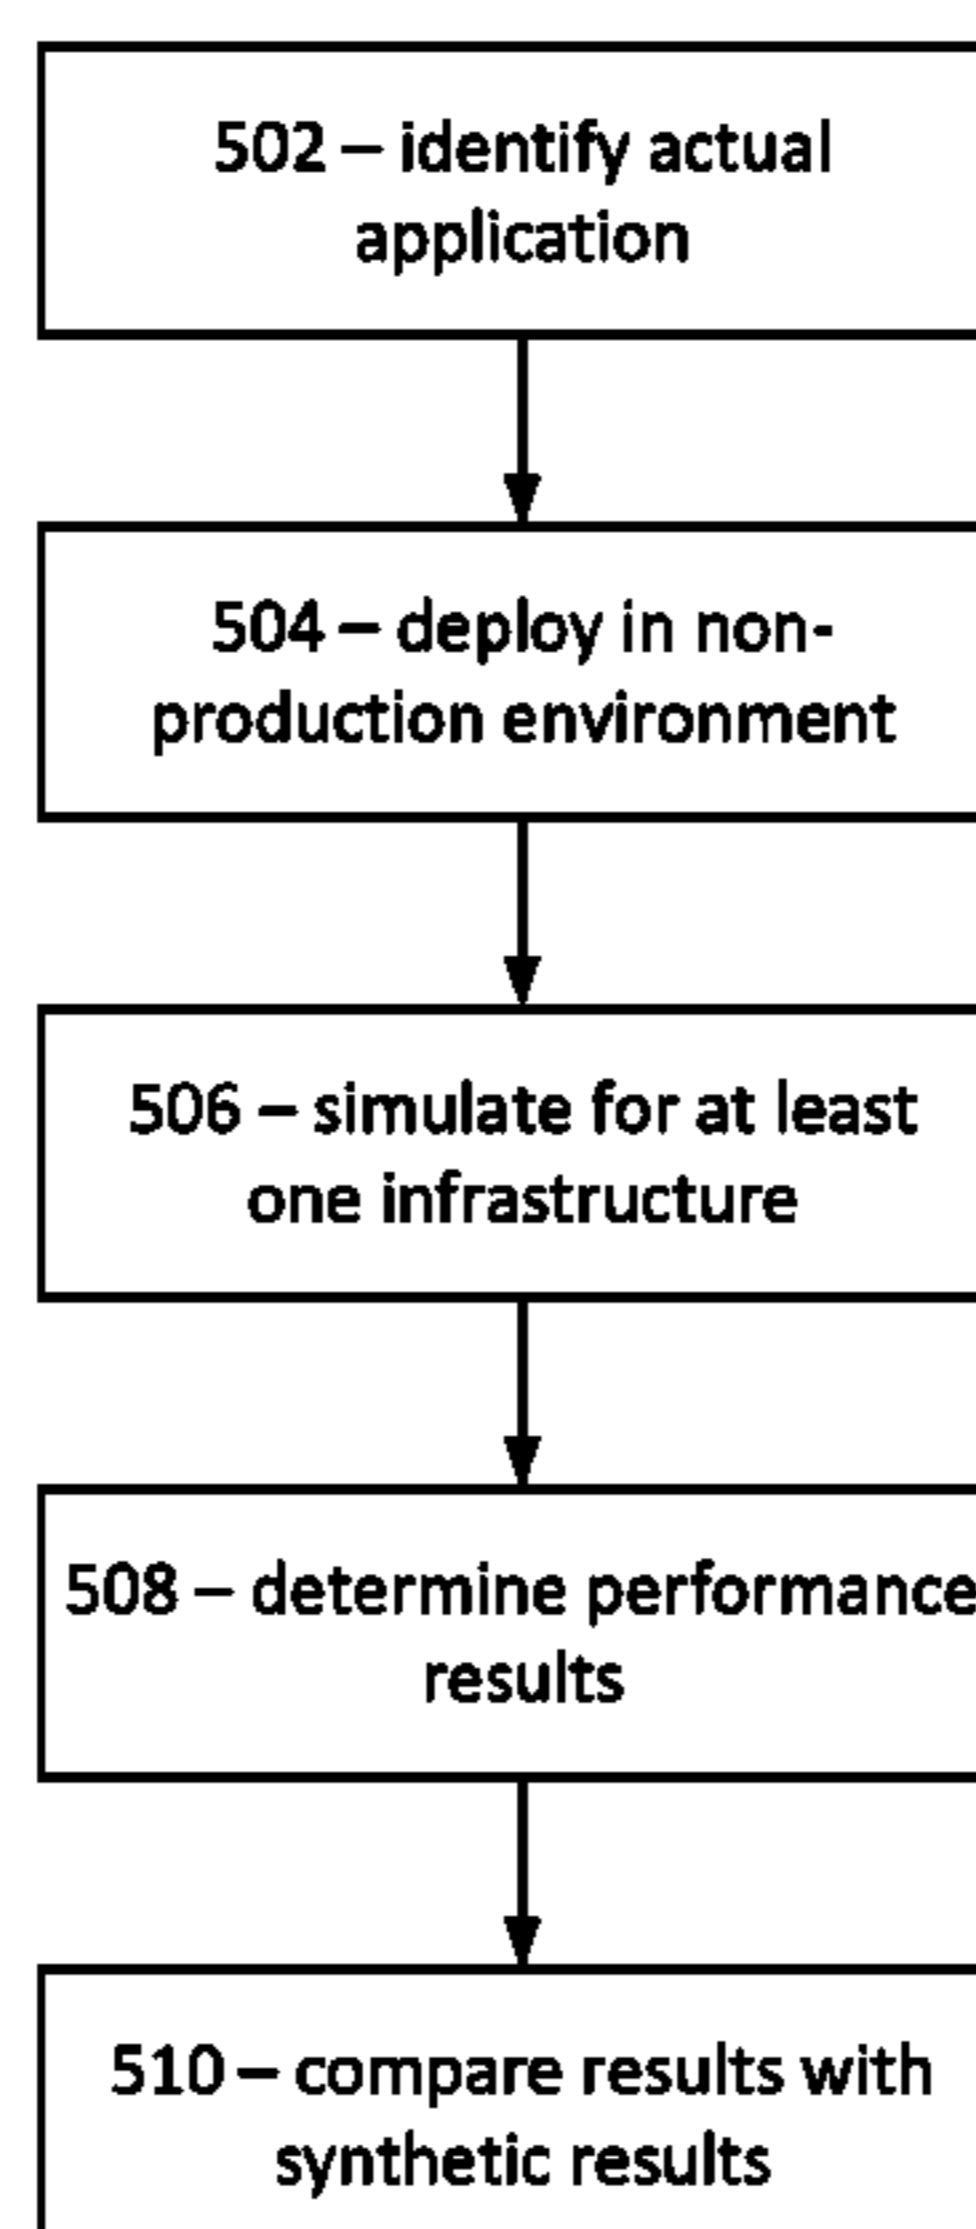 502 – identify actual
application
504 – deploy in non-
production environment
506 – simulate for at least
one infrastructure
508 – determine performance
results
510 – compare results with
synthetic results